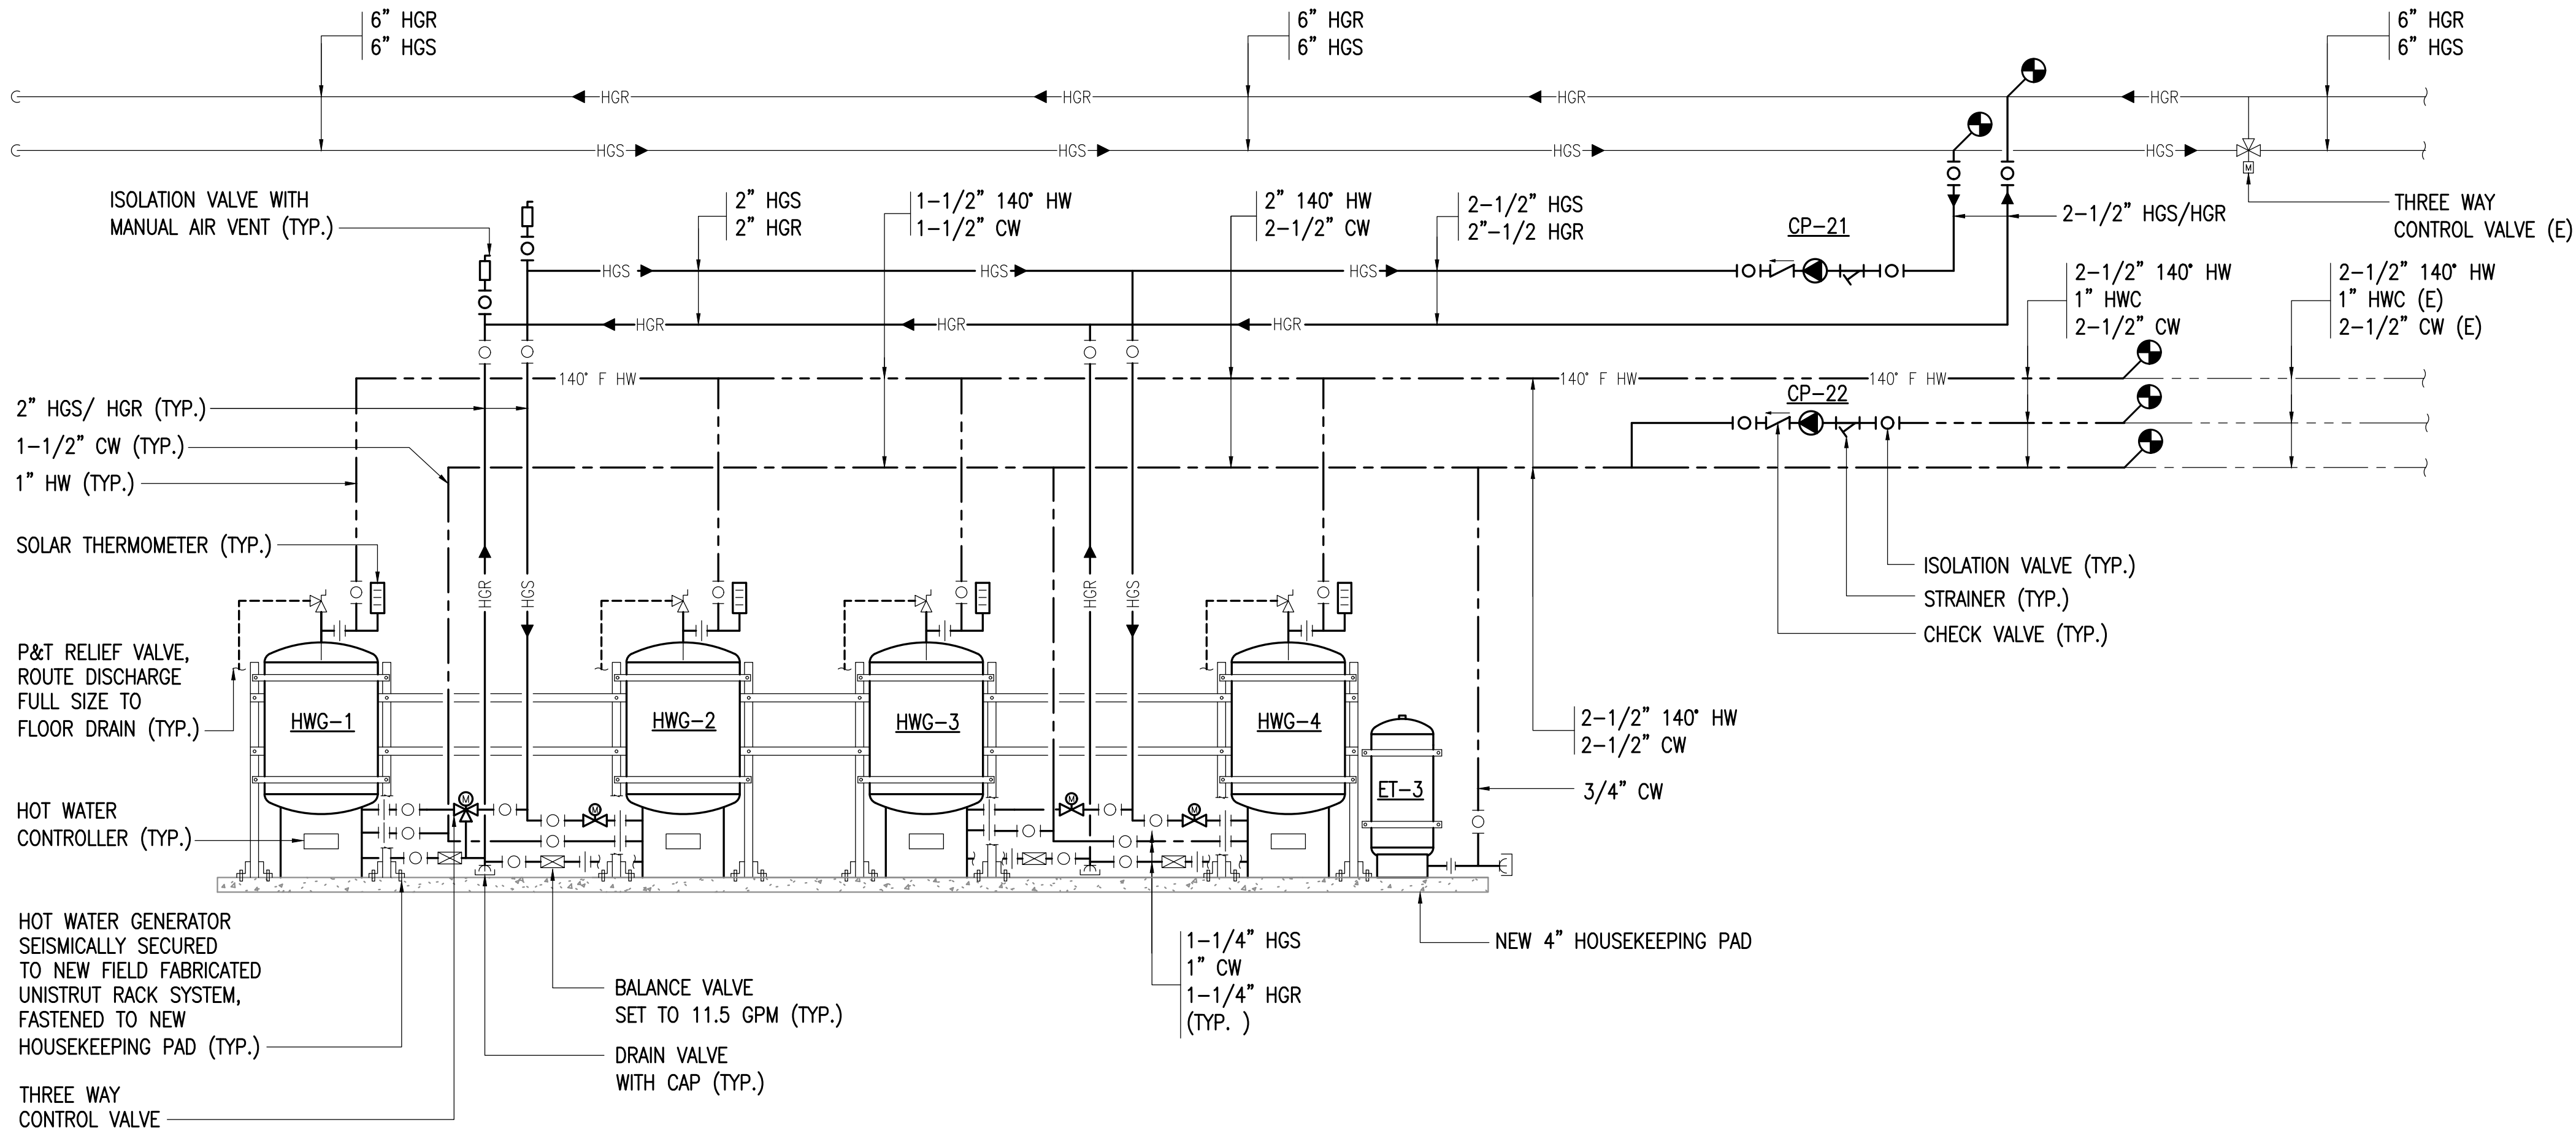 6” HGR
6” HGS
6” HGR
6” HGS
6” HGR
6” HGS
HGR
HGR
HGR
HGR
HGS
HGS
HGS
HGS
M
ISOLATION VALVE WITH
MANUAL AIR VENT (TYP.)
2” HGS
2” HGR
1-1/2” 140° HW
1-1/2” CW
2” 140° HW
2-1/2” CW
2-1/2” HGS
2”-1/2 HGR
CP-21
2-1/2” HGS/HGR
THREE WAY
CONTROL VALVE (E)
HGS
HGS
HGS
2-1/2” 140° HW
1” HWC
2-1/2” CW
2-1/2” 140° HW
1” HWC (E)
2-1/2” CW (E)
HGR
HGR
HGR
140° F HW
140° F HW
140° F HW
CP-22
2” HGS/ HGR (TYP.)
1-1/2” CW (TYP.)
1” HW (TYP.)
SOLAR THERMOMETER (TYP.)
ISOLATION VALVE (TYP.)
STRAINER (TYP.)
CHECK VALVE (TYP.)
HGR
HGS
HGR
HGS
P&T RELIEF VALVE,
ROUTE DISCHARGE
FULL SIZE TO
FLOOR DRAIN (TYP.)
HWG-1
HWG-2
HWG-3
HWG-4
ET-3
2-1/2” 140° HW
2-1/2” CW
3/4” CW
M
M
M
M
HOT WATER
CONTROLLER (TYP.)
HOT WATER GENERATOR
SEISMICALLY SECURED
TO NEW FIELD FABRICATED
UNISTRUT RACK SYSTEM,
FASTENED TO NEW
HOUSEKEEPING PAD (TYP.)
BALANCE VALVE
SET TO 11.5 GPM (TYP.)
1-1/4” HGS
1” CW
1-1/4” HGR
(TYP. )
NEW 4” HOUSEKEEPING PAD
DRAIN VALVE
WITH CAP (TYP.)
THREE WAY
CONTROL VALVE